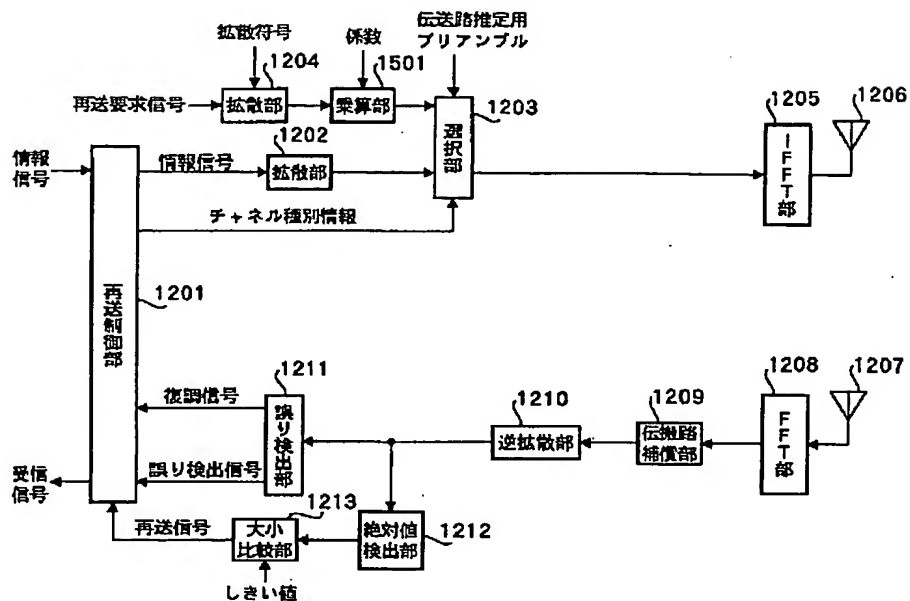 拡散符号
係数
伝送路推定用
プリアンブル
1204
1501
1203
再送要求信号
拡散部
乗算部
選択部
1205
1206
情報
信号
情報信号
1202
拡散部
IFFT部
チャネル種別情報
再送制御部
1201
1211
復調信号
誤り検出部
1210
1209
1208
1207
逆拡散部
伝搬路
補償部
FFT部
受信
信号
誤り検出信号
1213
再送信号
大小
比較部
絶対値
検出部
1212
しきい値